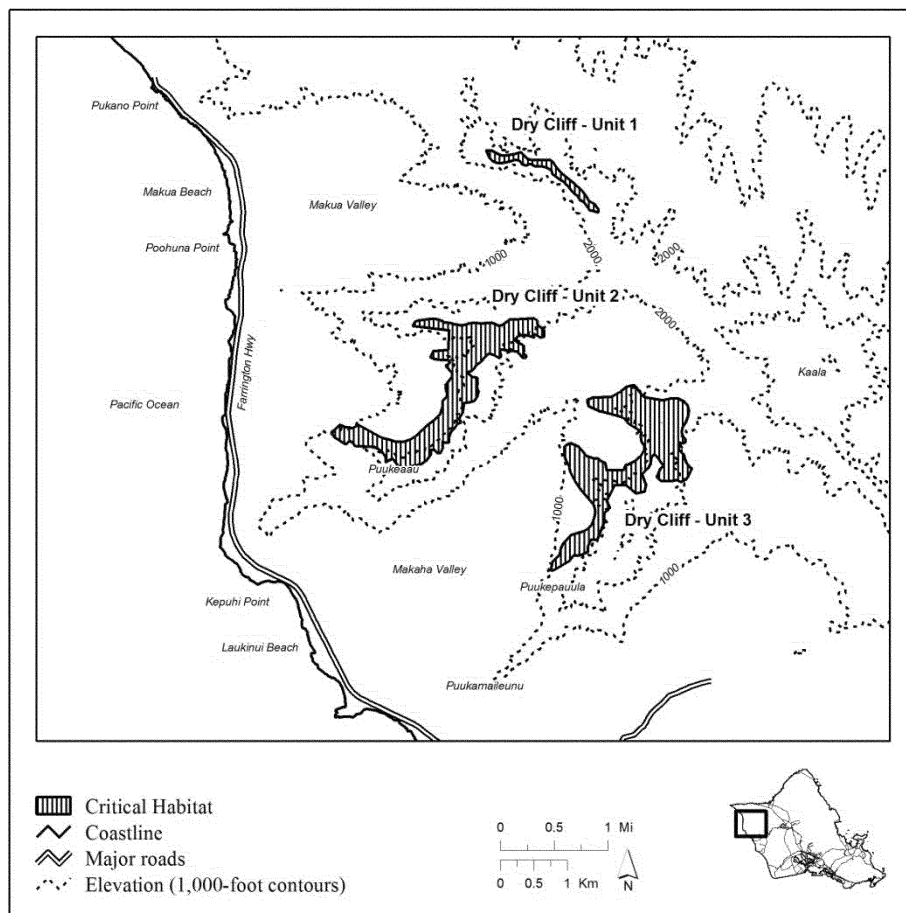 Pukano Point
Dry Cliff - Unit 1
Makua Beach
Makua Valley
Poohuna Point
1000
2000
2000
Dry Cliff - Unit 2
2000
Farrington Hwy
Kaala
Pacific Ocean
Puukeaau
1000
Dry Cliff - Unit 3
Makaha Valley
1000
Puukepauula
Kepuhi Point
Laukinui Beach
Puukamaileunu
Critical Habitat
Coastline
Major roads
Elevation (1,000-foot contours)
0 0.5 1 Mi
0 0.5 1 Km
N